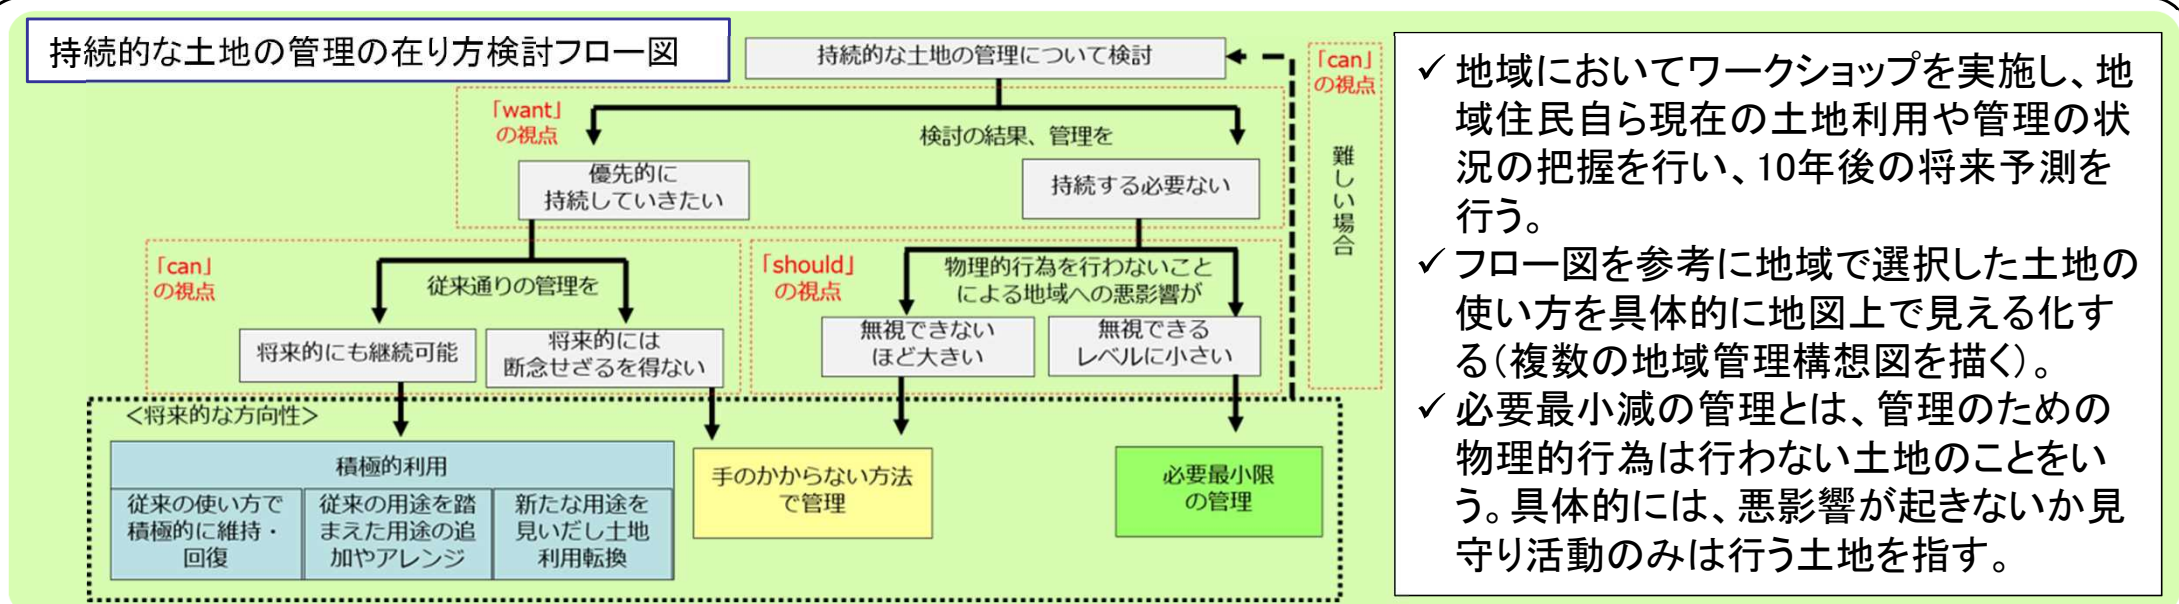 持続的な土地の管理の在り方検討フロー図
持続的な土地の管理について検討
「can」
の視点
難しい場合
「want」
の視点
検討の結果、管理を
優先的に
持続していきたい
持続する必要ない
「can」
の視点
従来通りの管理を
「should」
の視点
物理的行為を行わないこと
による地域への悪影響が
将来的にも継続可能
将来的には
断念せざるを得ない
無視できない
ほど大きい
無視できる
レベルに小さい
＜将来的な方向性＞
積極的利用
従来の使い方で
積極的に維持・
回復
従来の用途を踏
まえた用途の追
加やアレンジ
新たな用途を
見いだし土地
利用転換
手のかからない方法
で管理
必要最小限
の管理
✓ 地域においてワークショップを実施し、地
域住民自ら現在の土地利用や管理の状
況の把握を行い、10年後の将来予測を
行う。
✓ フロー図を参考に地域で選択した土地の
使い方を具体的に地図上で見える化す
る（複数の地域管理構想図を描く）。
✓ 必要最小減の管理とは、管理のための
物理的行為は行わない土地のことをい
う。具体的には、悪影響が起きないか見
守り活動のみは行う土地を指す。